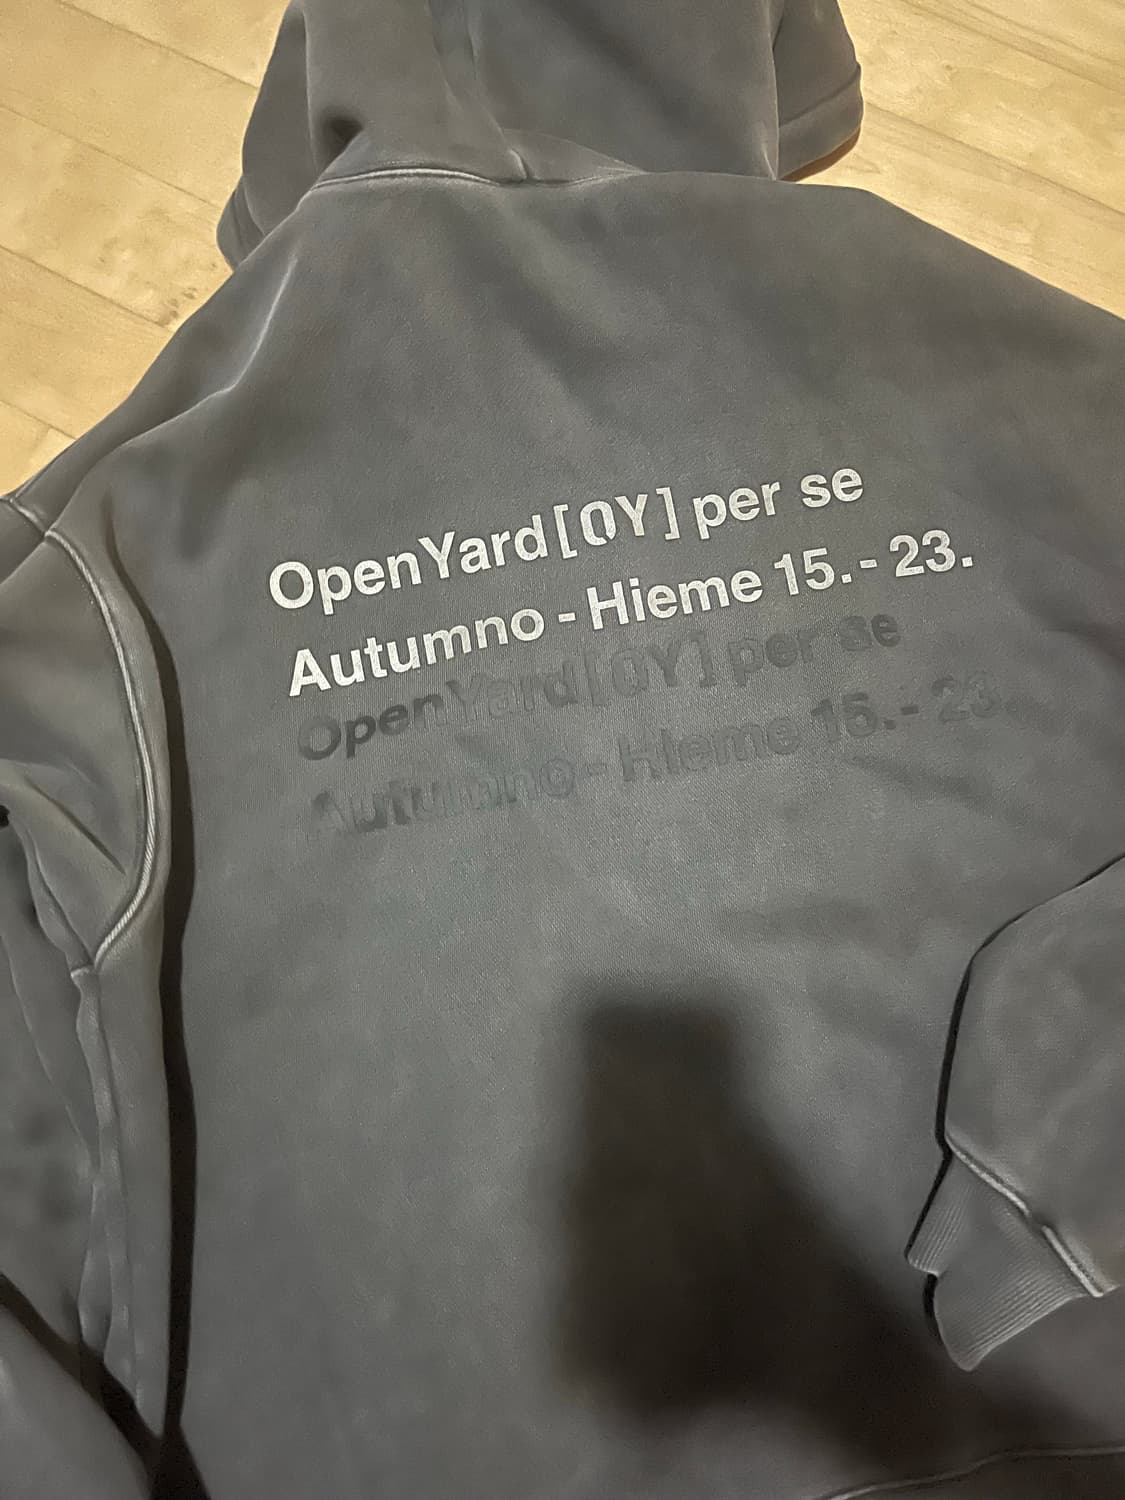 OpenYard[OY] per se
Autumno - Hieme 15. - 23.
OpenYard[OY] per se
Autumno - Hieme 15. - 23.